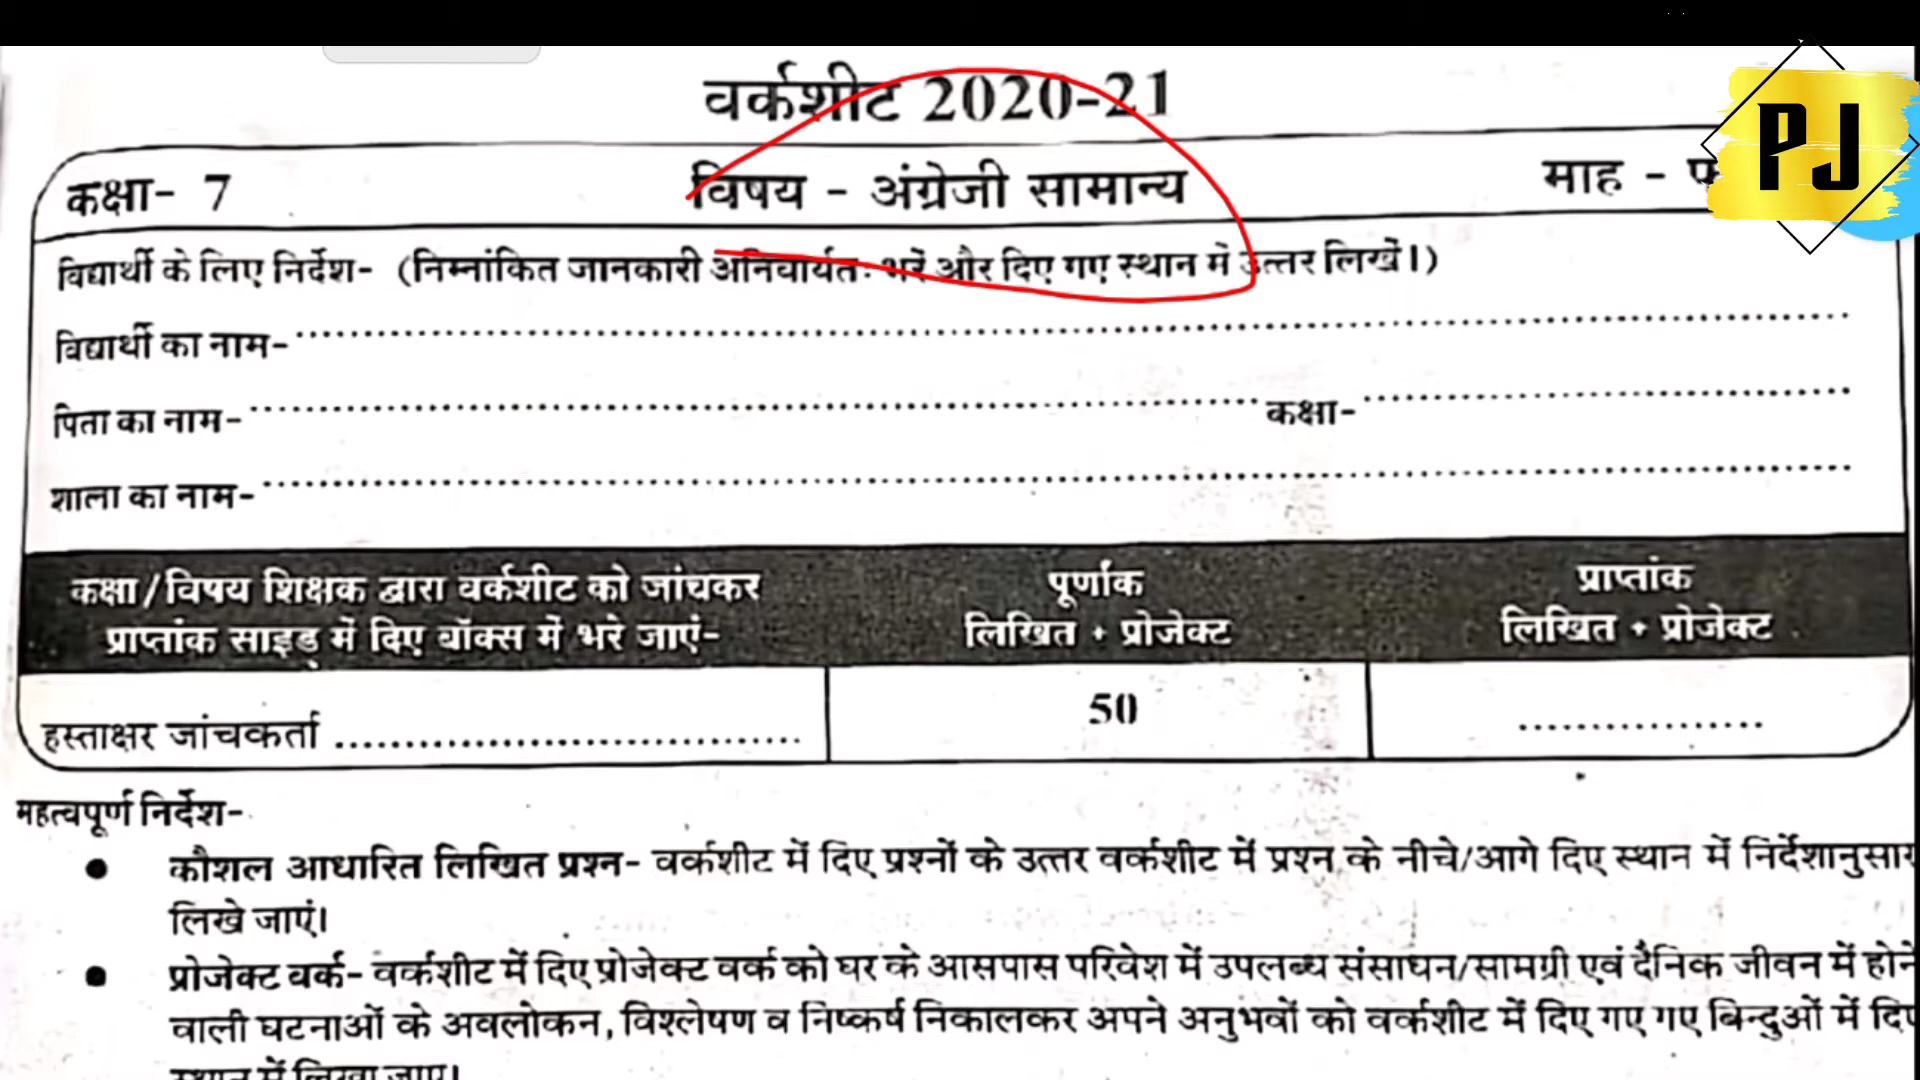 वर्कशीट 2020-21
PJ
कक्षा- 7 विषय - अंग्रेजी सामान्य माह -
विद्यार्थी के लिए निर्देश- (निम्नांकित जानकारी अनिवार्यतः भरें और दिए गए स्थान में उत्तर लिखें।)
विद्यार्थी का नाम-
पिता का नाम- कक्षा-
शाला का नाम-
कक्षा/विषय शिक्षक द्वारा वर्कशीट को जांचकर पूर्णांक प्राप्तांक
प्राप्तांक साइड में दिए बॉक्स में भरे जाएं- लिखित + प्रोजेक्ट लिखित + प्रोजेक्ट
हस्ताक्षर जांचकर्ता ................................. 50 .................
महत्वपूर्ण निर्देश-
● कौशल आधारित लिखित प्रश्न- वर्कशीट में दिए प्रश्नों के उत्तर वर्कशीट में प्रश्न के नीचे/आगे दिए स्थान में निर्देशानुसार
लिखे जाएं।
● प्रोजेक्ट वर्क- वर्कशीट में दिए प्रोजेक्ट वर्क को घर के आसपास परिवेश में उपलब्ध संसाधन/सामग्री एवं दैनिक जीवन में होने
वाली घटनाओं के अवलोकन, विश्लेषण व निष्कर्ष निकालकर अपने अनुभवों को वर्कशीट में दिए गए गए बिन्दुओं में दिए
स्थान में लिखा जाए।